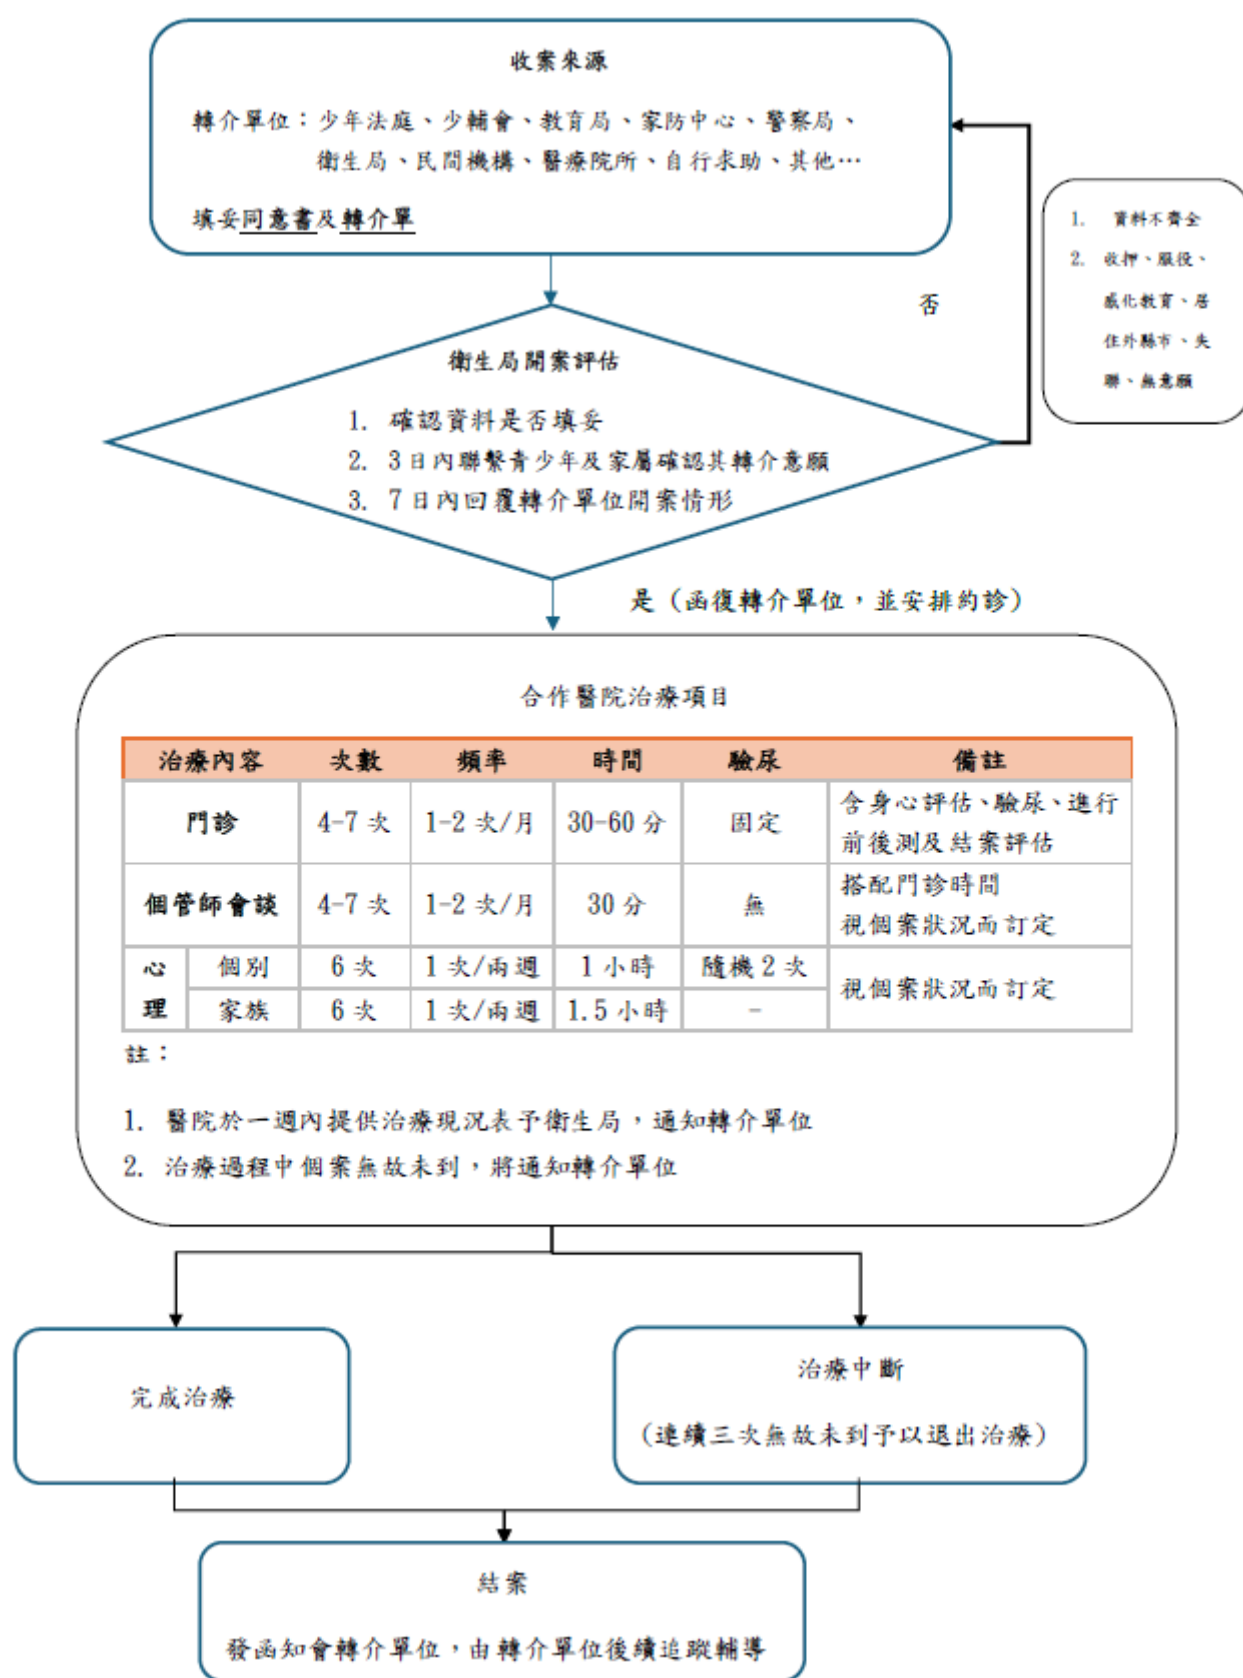 收案來源
轉介單位：少年法庭、少輔會、教育局、家防中心、警察局、
衛生局、民間機構、醫療院所、自行求助、其他…
填妥同意書及轉介單
1. 資料不齊全
2. 收押、服役、
感化教育、居
住外縣市、失
聯、無意願
否
衛生局開案評估
1. 確認資料是否填妥
2. 3日內聯繫青少年及家屬確認其轉介意願
3. 7日內回覆轉介單位開案情形
是（函復轉介單位，並安排約診）
合作醫院治療項目
治療內容 次數 頻率 時間 驗尿 備註
門診 4-7次 1-2次/月 30-60分 固定 含身心評估、驗尿、進行
前後測及結案評估
個管師會談 4-7次 1-2次/月 30分 無 搭配門診時間
視個案狀況而訂定
心理 個別 6次 1次/兩週 1小時 隨機2次 視個案狀況而訂定
家族 6次 1次/兩週 1.5小時 -
註：
1. 醫院於一週內提供治療現況表予衛生局，通知轉介單位
2. 治療過程中個案無故未到，將通知轉介單位
完成治療
治療中斷
（連續三次無故未到予以退出治療）
結案
發函知會轉介單位，由轉介單位後續追蹤輔導